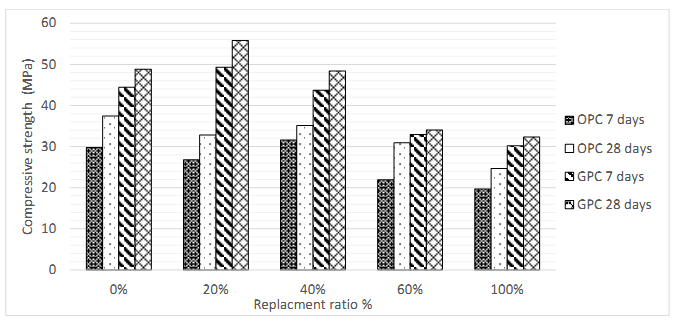 60
50
40
30
20
10
0
Compressive strength (MPa)
0%
20%
40%
60%
100%
Replacment ratio %
OPC 7 days
OPC 28 days
GPC 7 days
GPC 28 days